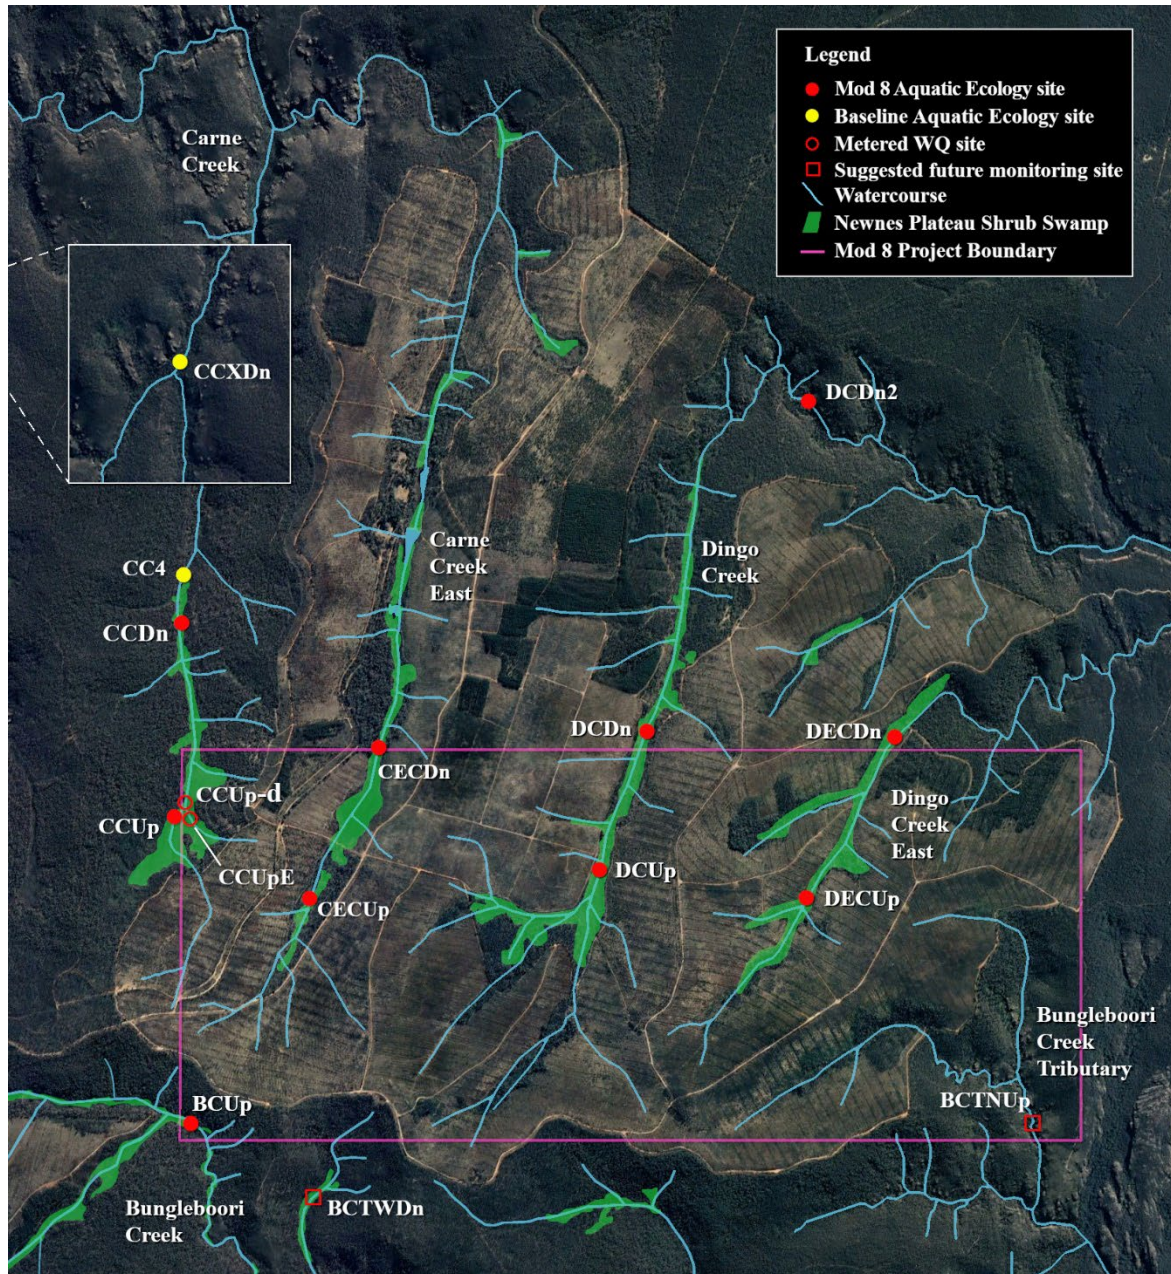 Legend
Mod 8 Aquatic Ecology site
Baseline Aquatic Ecology site
Metered WQ site
Suggested future monitoring site
Watercourse
Newnes Plateau Shrub Swamp
Mod 8 Project Boundary
Carne
Creek
CCXDn
DCDn2
Carne
Creek
East
Dingo
Creek
CC4
CCDn
DCDn
DECDn
CECDn
CCUp-d
CCUp
CCUpE
Dingo
Creek
East
DCUp
CECUp
DECUp
Bungleboori
Creek
Tributary
BCTNUp
BCUp
BCTWDn
Bungleboori
Creek